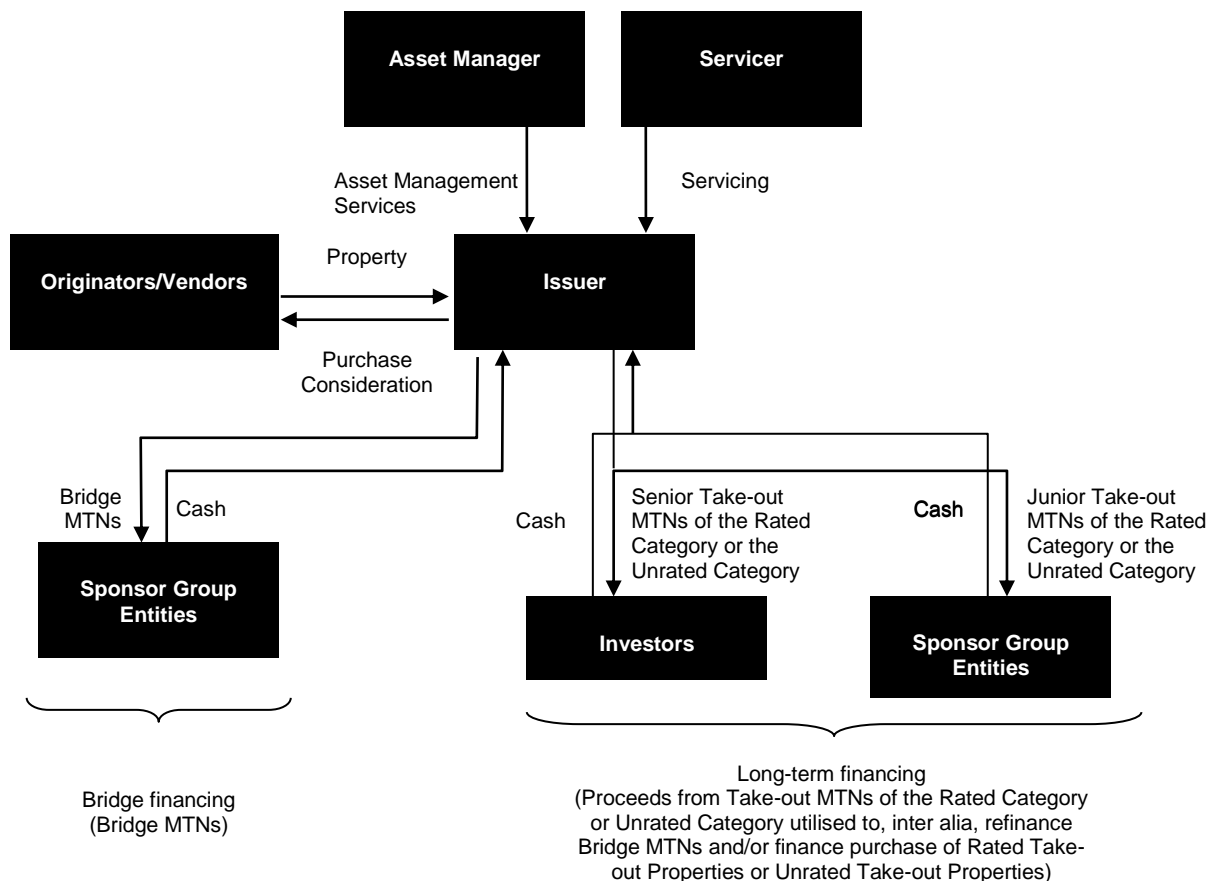 Asset Manager
Servicer
Asset Management
Services
Servicing
Originators/Vendors
Property
Issuer
Purchase
Consideration
Bridge
MTNs
Cash
Cash
Senior Take-out
MTNs of the Rated
Category or the
Unrated Category
Cash
Junior Take-out
MTNs of the Rated
Category or the
Unrated Category
Sponsor Group
Entities
Investors
Sponsor Group
Entities
Bridge financing
(Bridge MTNs)
Long-term financing
(Proceeds from Take-out MTNs of the Rated Category
or Unrated Category utilised to, inter alia, refinance
Bridge MTNs and/or finance purchase of Rated Take-
out Properties or Unrated Take-out Properties)